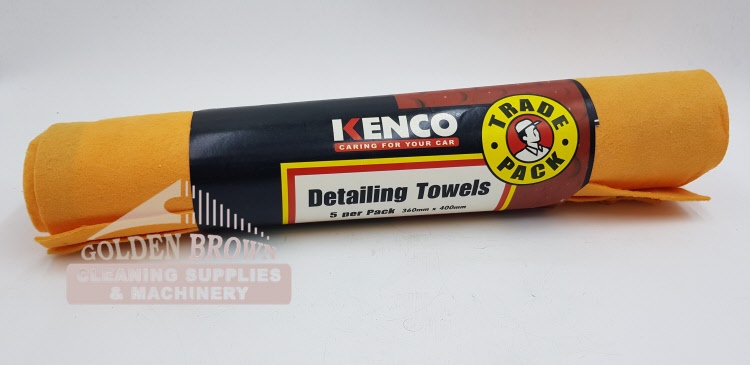 KENCO
CARING FOR YOUR CAR
TRADE
PACK
Detailing Towels
5 per Pack 360mm x 400mm
GOLDEN BROWN
CLEANING SUPPLIES
& MACHINERY